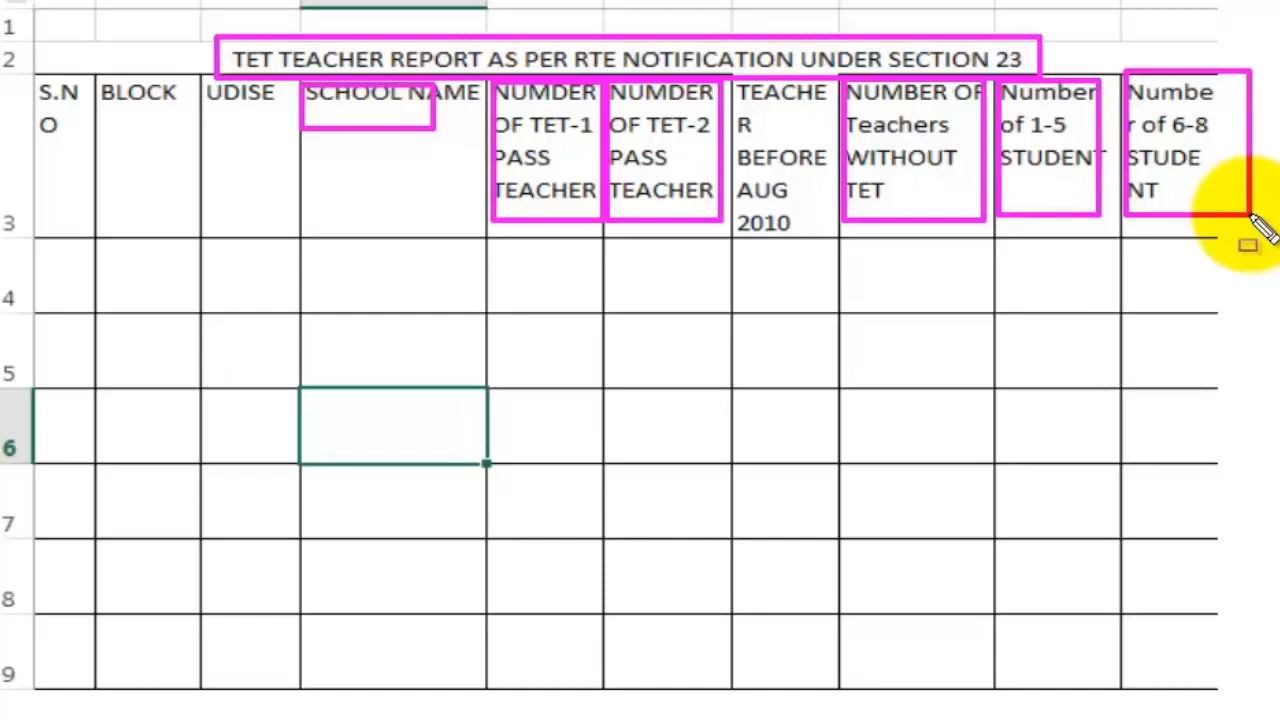 1
2
TET TEACHER REPORT AS PER RTE NOTIFICATION UNDER SECTION 23
3
S.N
O
BLOCK
UDISE
SCHOOL NAME
NUMDER
OF TET-1
PASS
TEACHER
NUMDER
OF TET-2
PASS
TEACHER
TEACHE
R
BEFORE
AUG
2010
NUMBER OF
Teachers
WITHOUT
TET
Number
of 1-5
STUDENT
Numbe
r of 6-8
STUDE
NT
4
5
6
7
8
9